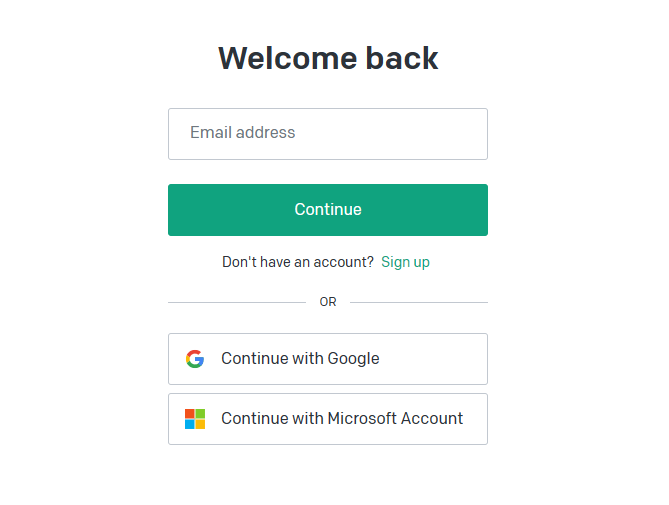 Welcome back
Email address
Continue
Don't have an account? Sign up
OR
Continue with Google
Continue with Microsoft Account